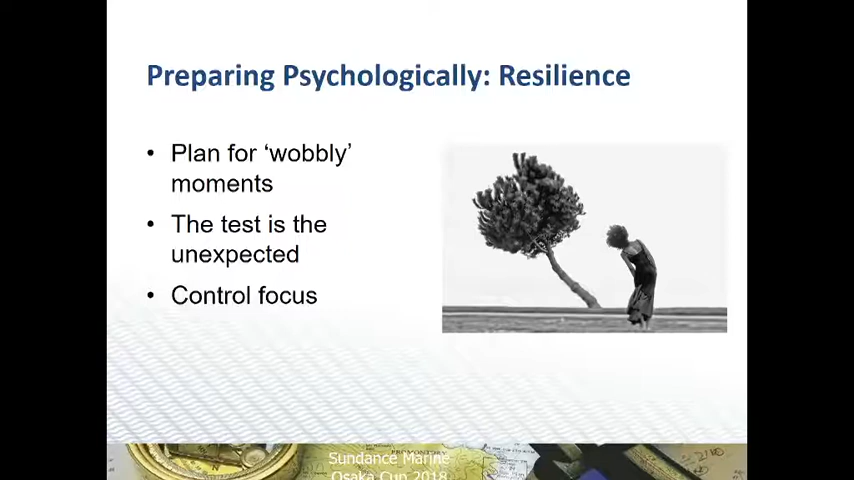 Preparing Psychologically: Resilience
• Plan for ‘wobbly’
moments
• The test is the
unexpected
• Control focus
Sundance Marine
Osaka Cup 2018